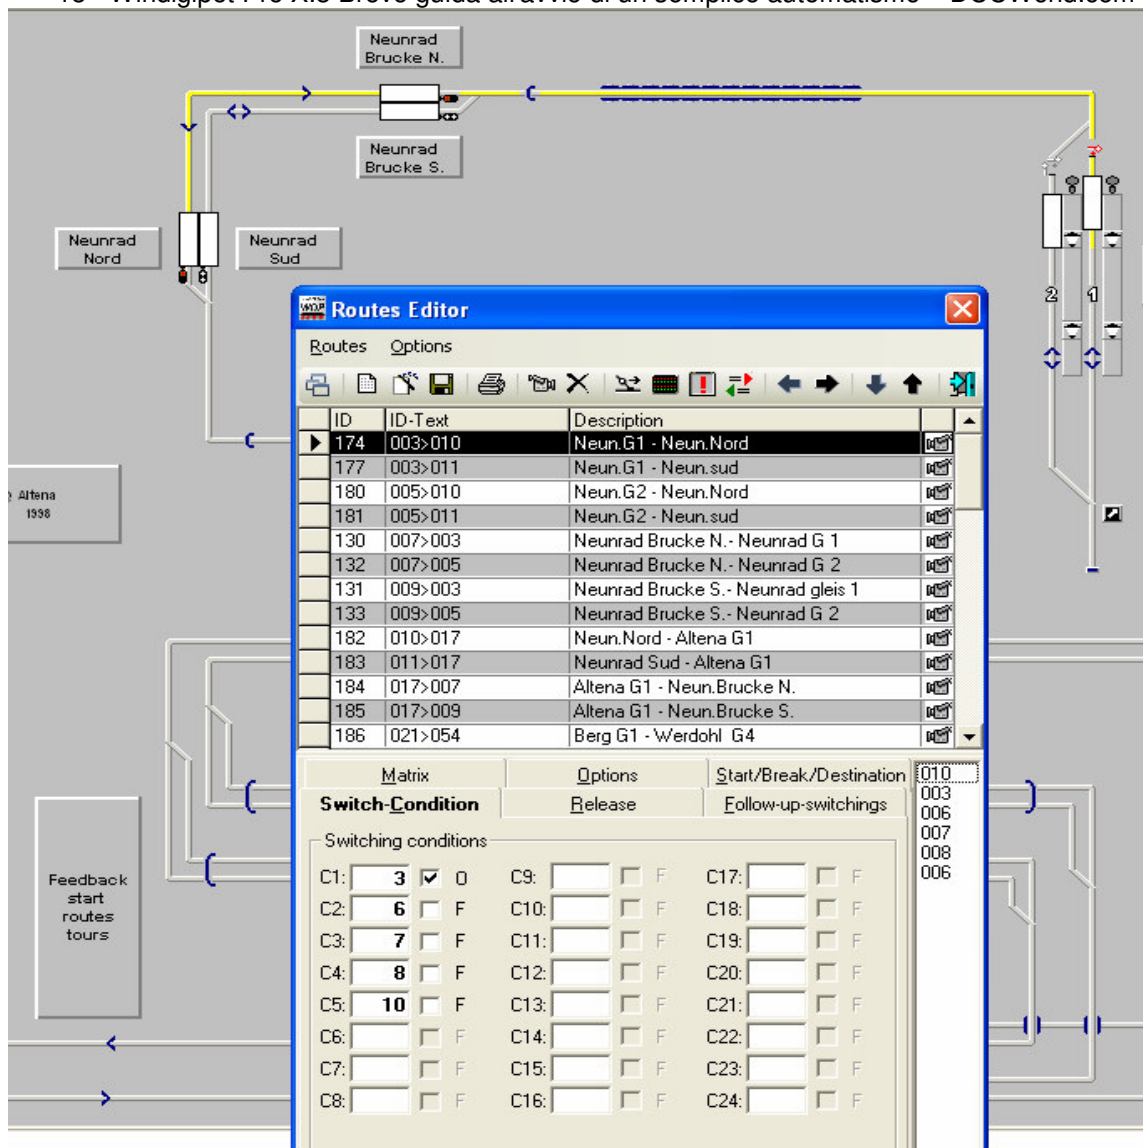 Neunrad
Brucke N.
Neunrad
Brucke S.
Neunrad
Nord
Neunrad
Sud
2 1
Altena
1998
Feedback
start
routes
tours
Routes Editor
Routes Options
ID ID-Text Description
174 003>010 Neun.G1 - Neun.Nord
177 003>011 Neun.G1 - Neun.sud
180 005>010 Neun.G2 - Neun.Nord
181 005>011 Neun.G2 - Neun.sud
130 007>003 Neunrad Brucke N.- Neunrad G 1
132 007>005 Neunrad Brucke N.- Neunrad G 2
131 009>003 Neunrad Brucke S.- Neunrad gleis 1
133 009>005 Neunrad Brucke S.- Neunrad G 2
182 010>017 Neun.Nord - Altena G1
183 011>017 Neunrad Sud - Altena G1
184 017>007 Altena G1 - Neun.Brucke N.
185 017>009 Altena G1 - Neun.Brucke S.
186 021>054 Berg G1 - Werdohl G4
Matrix Options Start/Break/Destination
Switch-Condition Release Follow-up-switchings
010
003
006
007
008
006
Switching conditions
C1: 3 O C9: F C17: F
C2: 6 F C10: F C18: F
C3: 7 F C11: F C19: F
C4: 8 F C12: F C20: F
C5: 10 F C13: F C21: F
C6: F C14: F C22: F
C7: F C15: F C23: F
C8: F C16: F C24: F